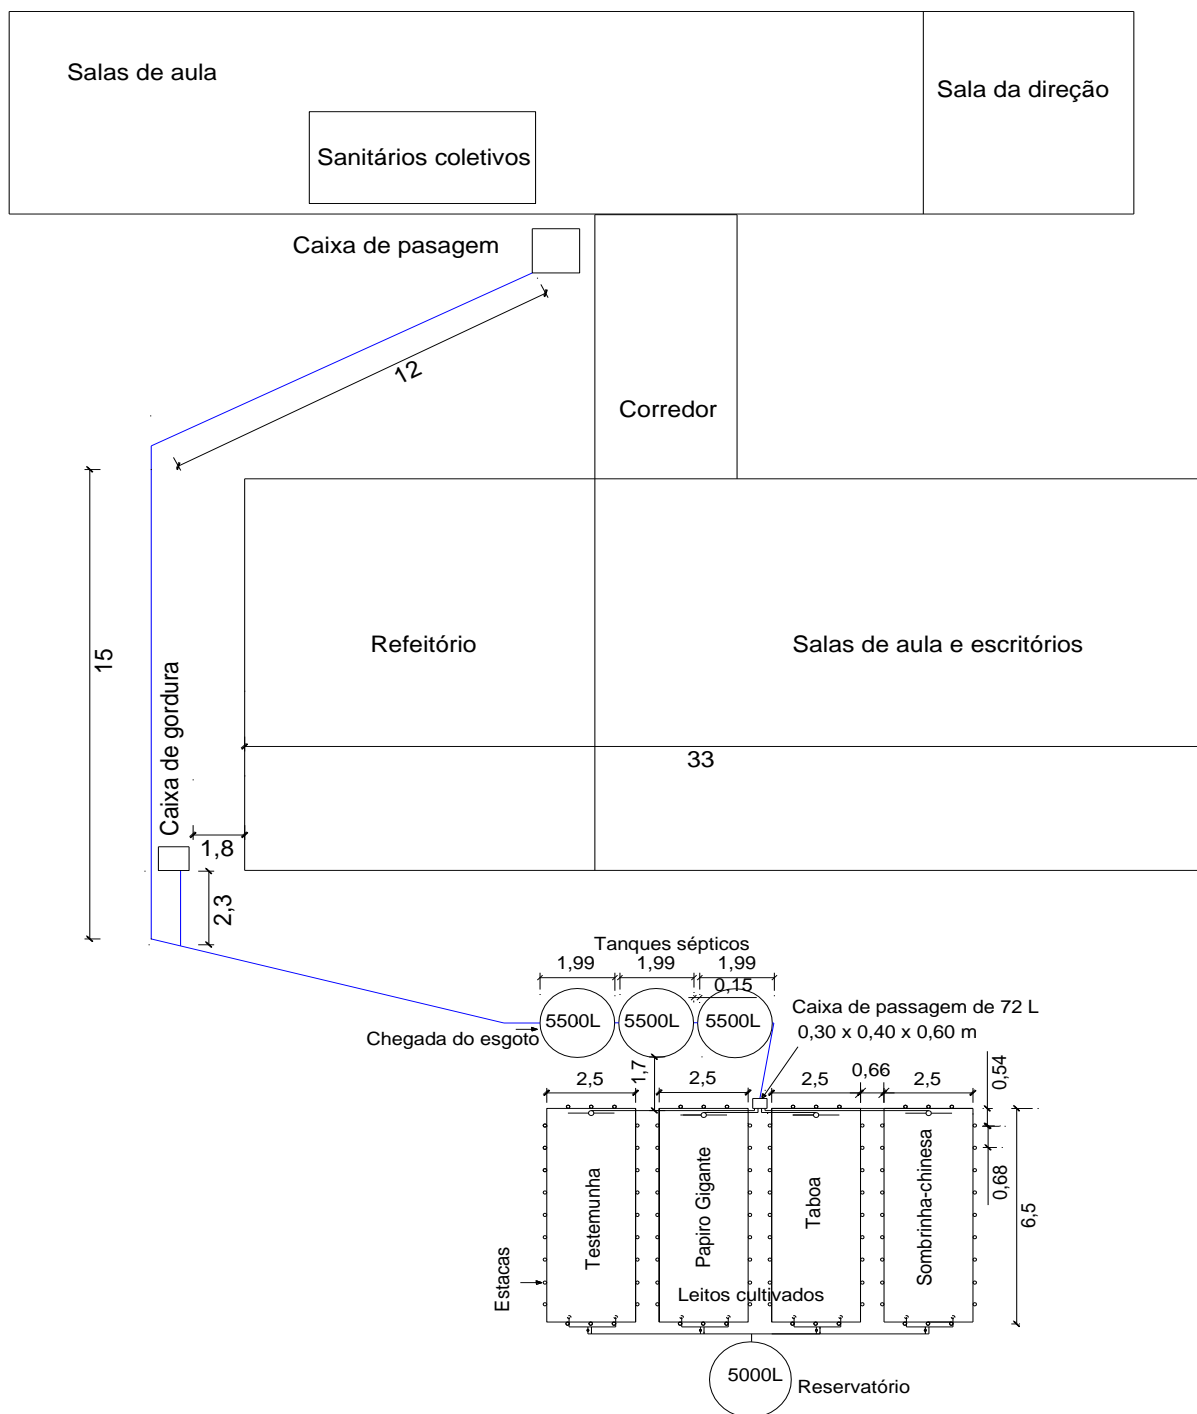 Salas de aula
Sala da direção
Sanitários coletivos
Caixa de pasagem
12
Corredor
15
Refeitório
Salas de aula e escritórios
Caixa de gordura
33
1,8
2,3
Tanques sépticos
1,99
1,99
1,99
0,15
5500L
5500L
5500L
Chegada do esgoto
Caixa de passagem de 72 L
0,30 x 0,40 x 0,60 m
1,7
2,5
2,5
2,5
0,66
2,5
0,54
0,68
6,5
Testemunha
Papiro Gigante
Taboa
Sombrinha-chinesa
Estacas
Leitos cultivados
5000L
Reservatório